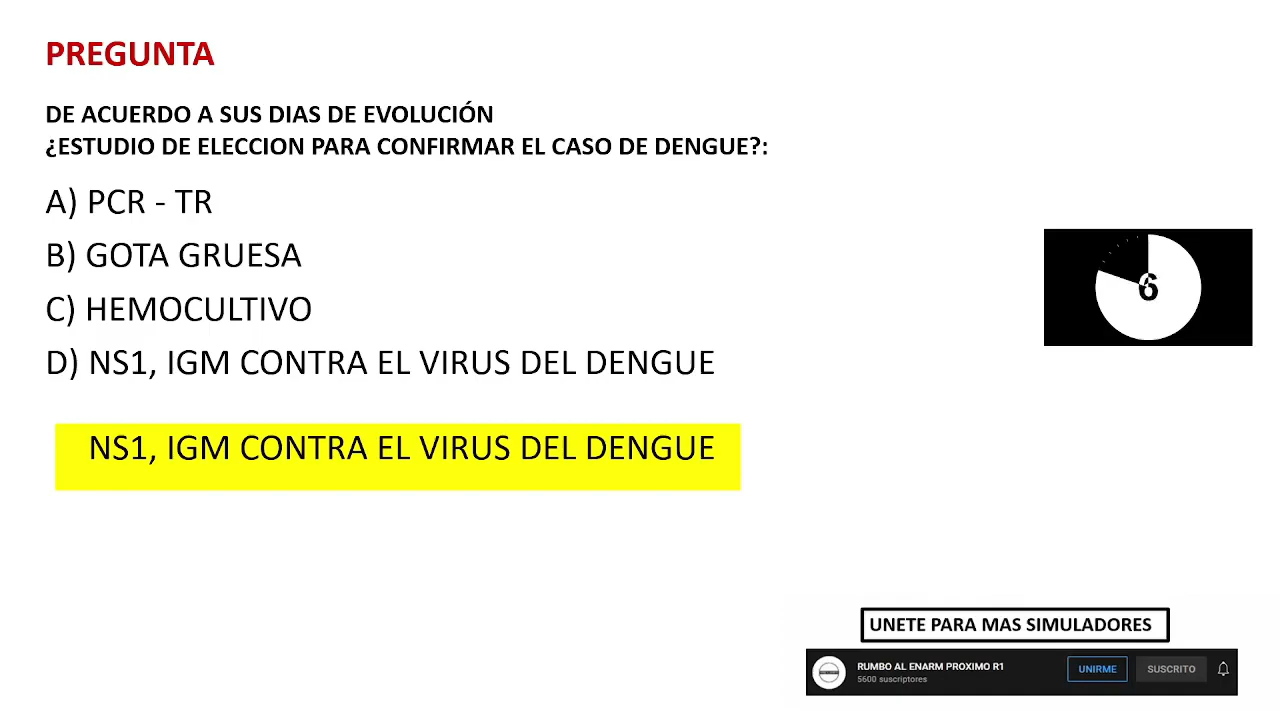 PREGUNTA
DE ACUERDO A SUS DIAS DE EVOLUCIÓN
¿ESTUDIO DE ELECCION PARA CONFIRMAR EL CASO DE DENGUE?:
A) PCR - TR
B) GOTA GRUESA
C) HEMOCULTIVO
D) NS1, IGM CONTRA EL VIRUS DEL DENGUE
NS1, IGM CONTRA EL VIRUS DEL DENGUE
6
UNETE PARA MAS SIMULADORES
RUMBO AL ENARM PROXIMO R1
5600 suscriptores
UNIRME
SUSCRITO